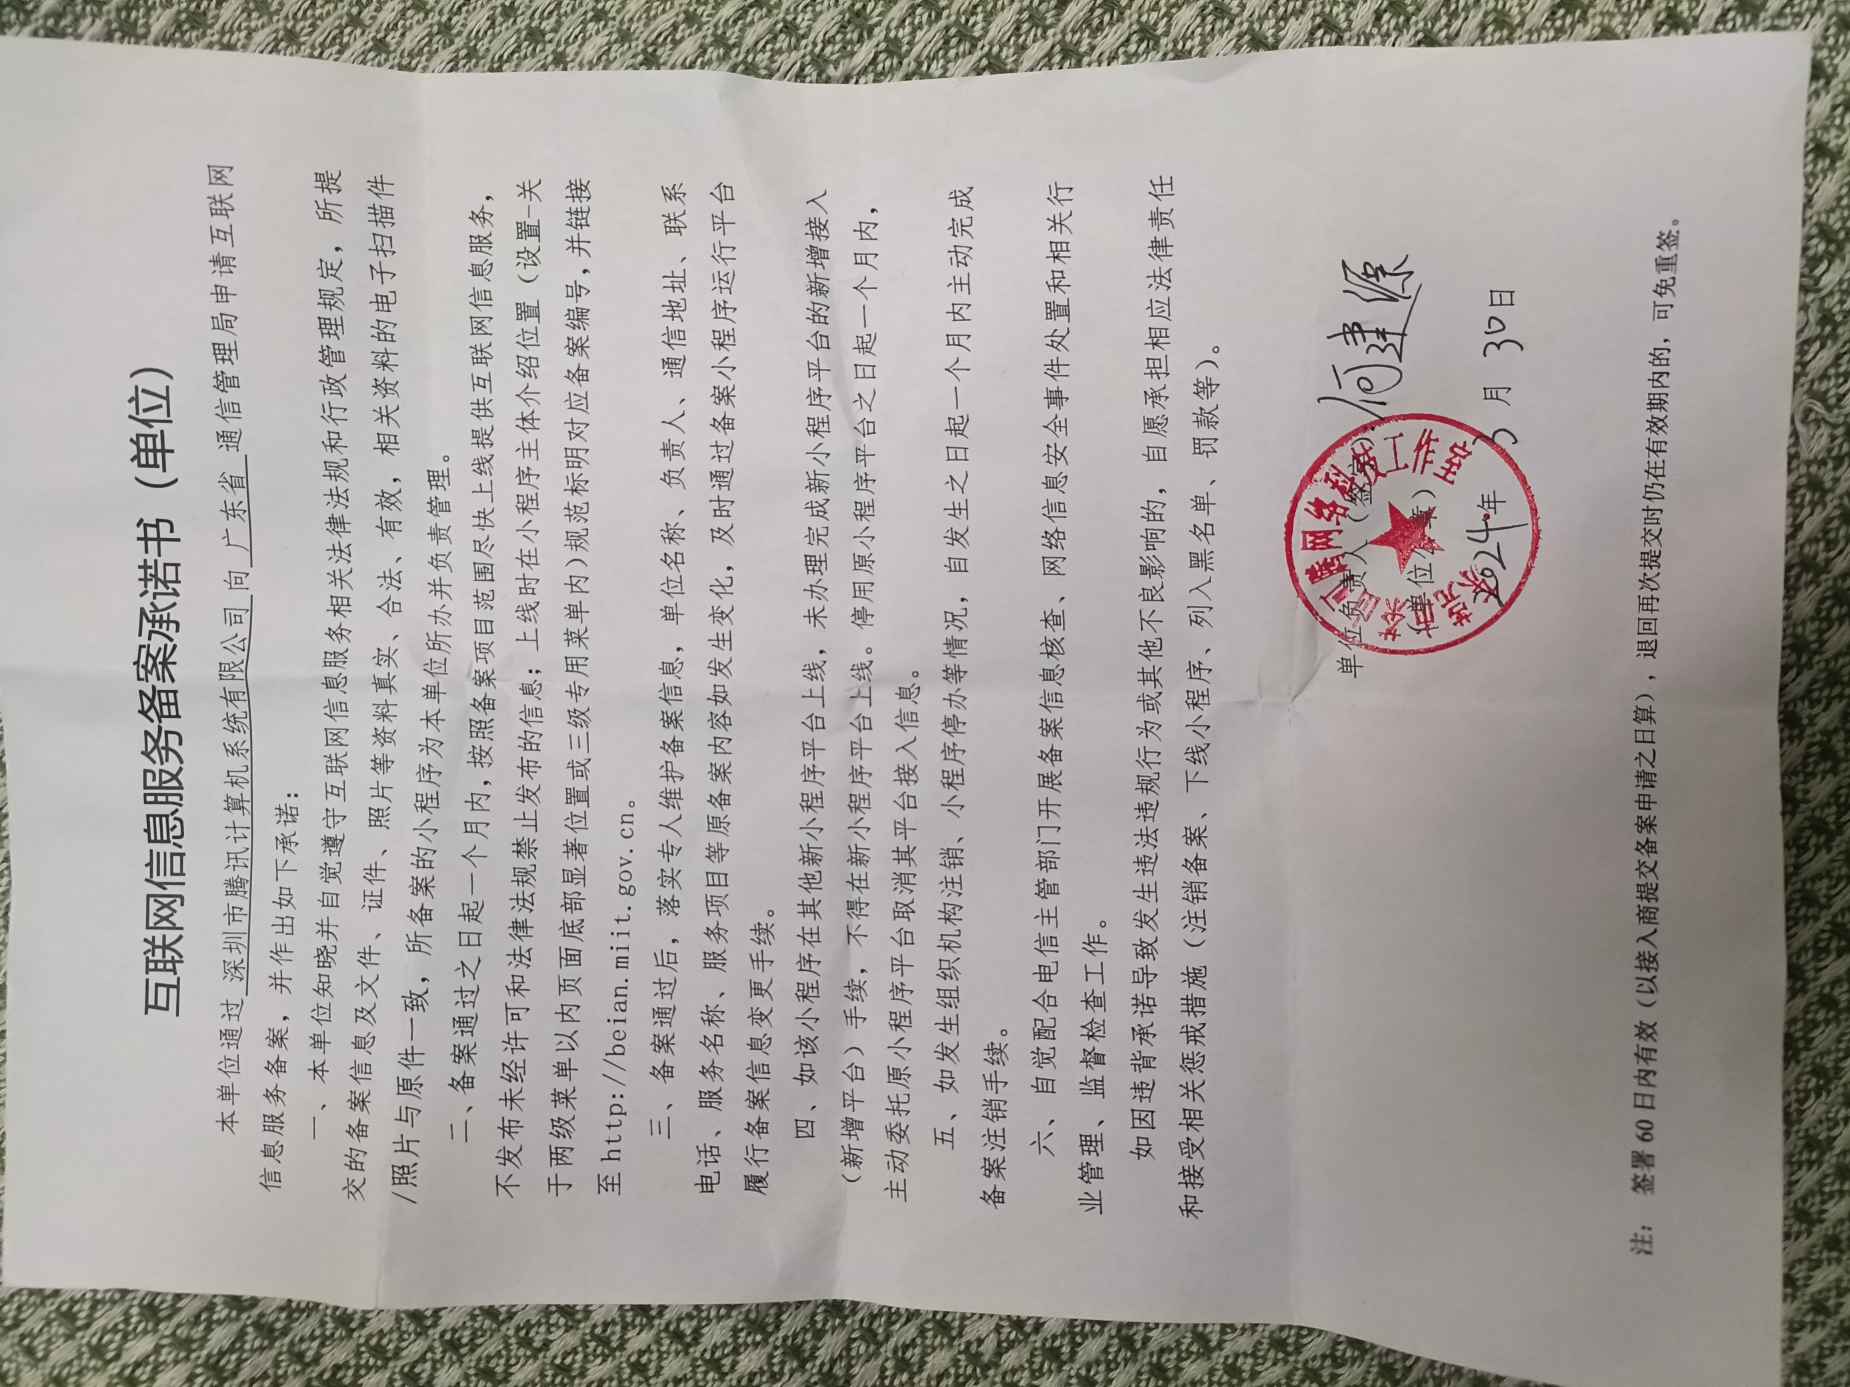 互联网信息服务备案承诺书（单位）
本单位通过 深圳市腾讯计算机系统有限公司 向 广东省 通信管理局申请互联网
信息服务备案，并作出如下承诺：
一、本单位知晓并自觉遵守互联网信息服务相关法律法规和行政管理规定，所提
交的备案信息及文件、证件、照片等资料真实、合法、有效，相关资料的电子扫描件
/照片与原件一致，所备案的小程序为本单位所办并负责管理。
二、备案通过之日起一个月内，按照备案项目范围尽快上线提供互联网信息服务，
不发布未经许可和法律法规禁止发布的信息；上线时在小程序主体介绍位置（设置-关
于两级菜单以内页面底部显著位置或三级专用菜单内）规范标明对应备案编号，并链接
至 http://beian.miit.gov.cn。
三、备案通过后，落实专人维护备案信息，单位名称、负责人、通信地址、联系
电话、服务名称、服务项目等原备案内容如发生变化，及时通过备案小程序运行平台
履行备案信息变更手续。
四、如该小程序在其他新小程序平台上线，未办理完成新小程序平台的新增接入
（新增平台）手续，不得在新小程序平台上线。停用原小程序平台之日起一个月内，
主动委托原小程序平台取消其平台接入信息。
五、如发生组织机构注销、小程序停办等情况，自发生之日起一个月内主动完成
备案注销手续。
六、自觉配合电信主管部门开展备案信息核查、网络信息安全事件处置和相关行
业管理、监督检查工作。
如因违背承诺导致发生违法违规行为或其他不良影响的，自愿承担相应法律责任
和接受相关惩戒措施（注销备案、下线小程序、列入黑名单、罚款等）。
单位负责人（签字）：何建源
（单位公章）
2024年 3月 30日
注： 签署 60 日内有效（以接入商提交备案申请之日算），退回再次提交时仍在有效期内的，可免重签。